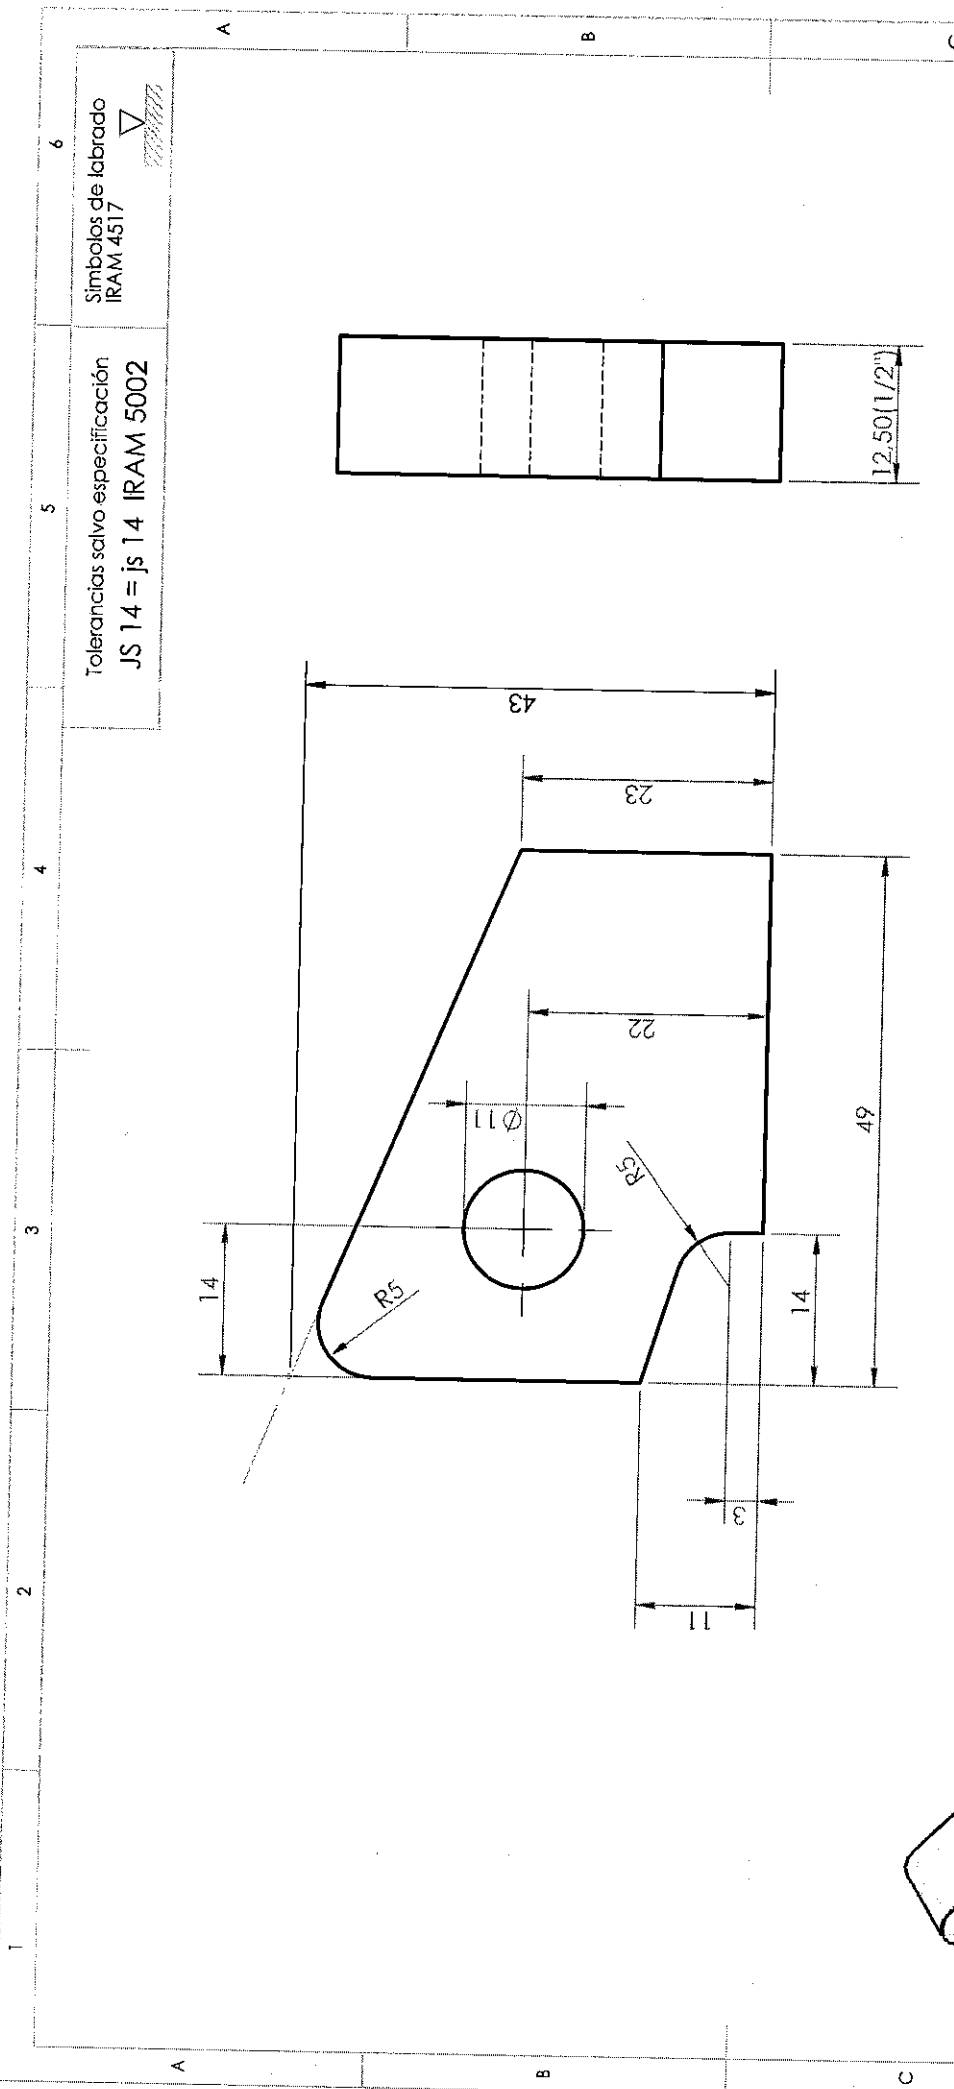 1
2
3
4
5
6
Tolerancias salvo especificación
JS 14 = js 14 IRAM 5002
Simbolos de labrado
IRAM 4517
A
B
C
A
B
C
14
R5
Ø11
22
23
43
R5
11
3
14
49
12,50(1/2")